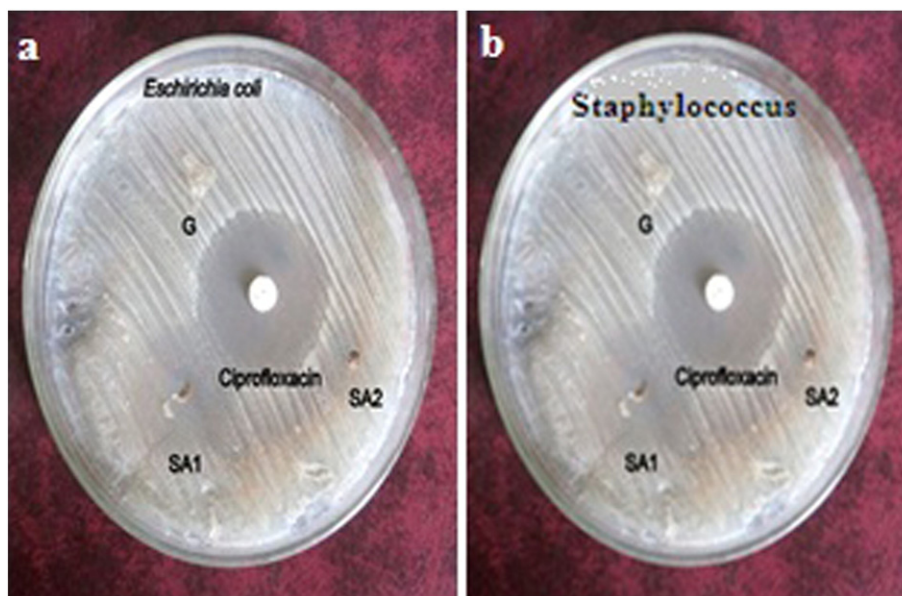 a
Eschirichia coli
G
Ciprofloxacin
SA2
SA1
b
Staphylococcus
G
Ciprofloxacin
SA2
SA1